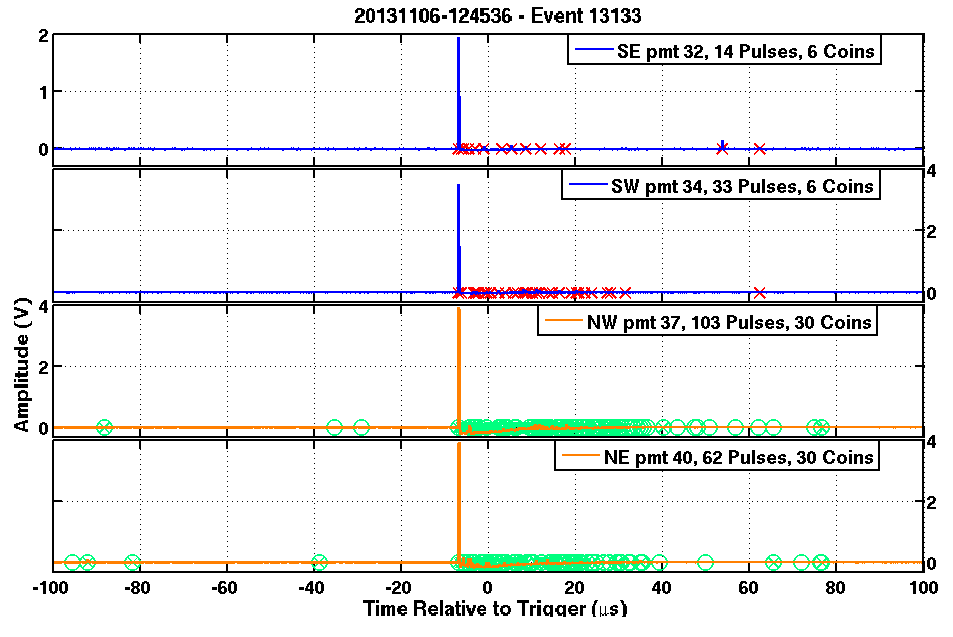 20131106-124536 - Event 13133
2
1
0
SE pmt 32, 14 Pulses, 6 Coins
4
2
0
SW pmt 34, 33 Pulses, 6 Coins
4
2
0
NW pmt 37, 103 Pulses, 30 Coins
4
2
0
NE pmt 40, 62 Pulses, 30 Coins
Amplitude (V)
-100 -80 -60 -40 -20 0 20 40 60 80 100
Time Relative to Trigger (μs)